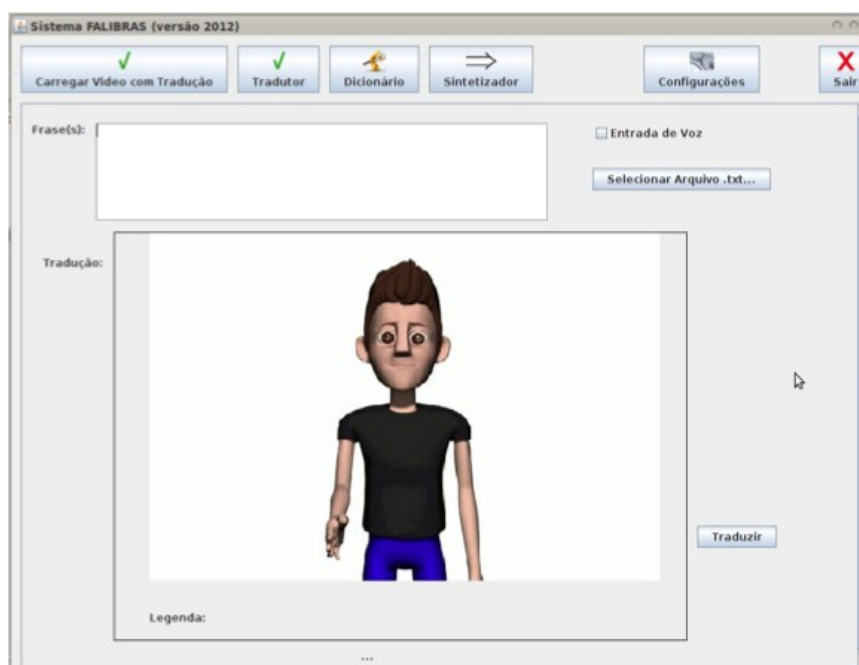 Sistema FALIBRAS (versão 2012)
Carregar Video com Tradução
Tradutor
Dicionário
Sintetizador
Configurações
Sair
Frase(s):
Entrada de Voz
Selecionar Arquivo .txt...
Tradução:
Traduzir
Legenda:
...